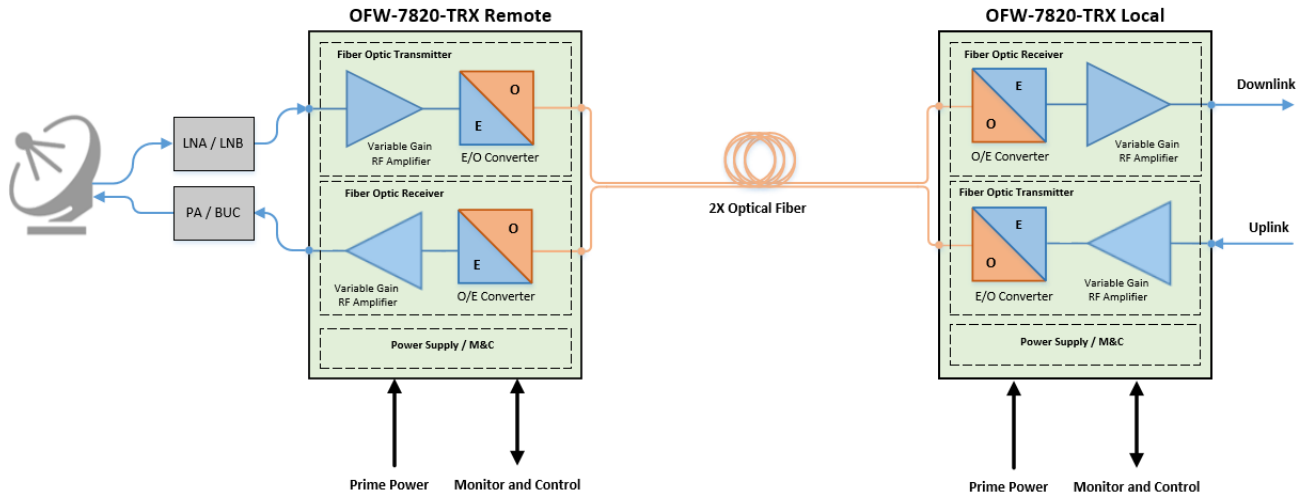 OFW-7820-TRX Remote
Fiber Optic Transmitter
O
E
Variable Gain
RF Amplifier
E/O Converter
LNA / LNB
PA / BUC
Fiber Optic Receiver
O
E
Variable Gain
RF Amplifier
O/E Converter
Power Supply / M&C
Prime Power
Monitor and Control
2X Optical Fiber
OFW-7820-TRX Local
Fiber Optic Receiver
E
O
O/E Converter
Variable Gain
RF Amplifier
Downlink
Fiber Optic Transmitter
E
O
E/O Converter
Variable Gain
RF Amplifier
Uplink
Power Supply / M&C
Prime Power
Monitor and Control